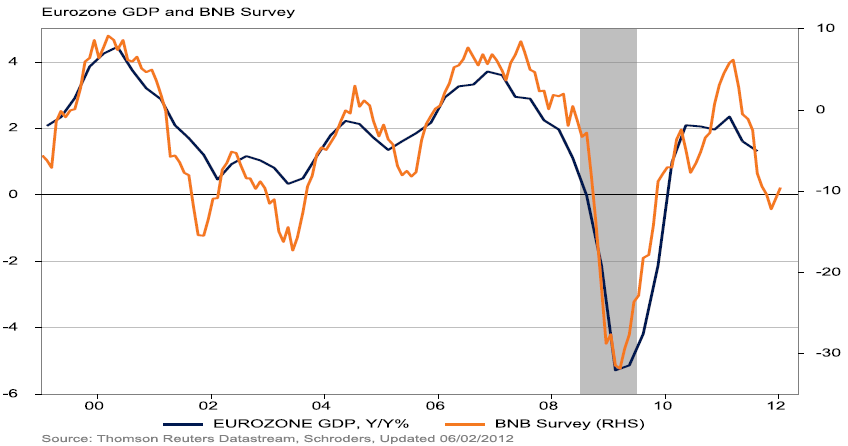 Eurozone GDP and BNB Survey
10
4
0
2
0
-10
-2
-20
-4
-30
-6
00 02 04 06 08 10 12
EUROZONE GDP, Y/Y% BNB Survey (RHS)
Source: Thomson Reuters Datastream, Schroders, Updated 06/02/2012